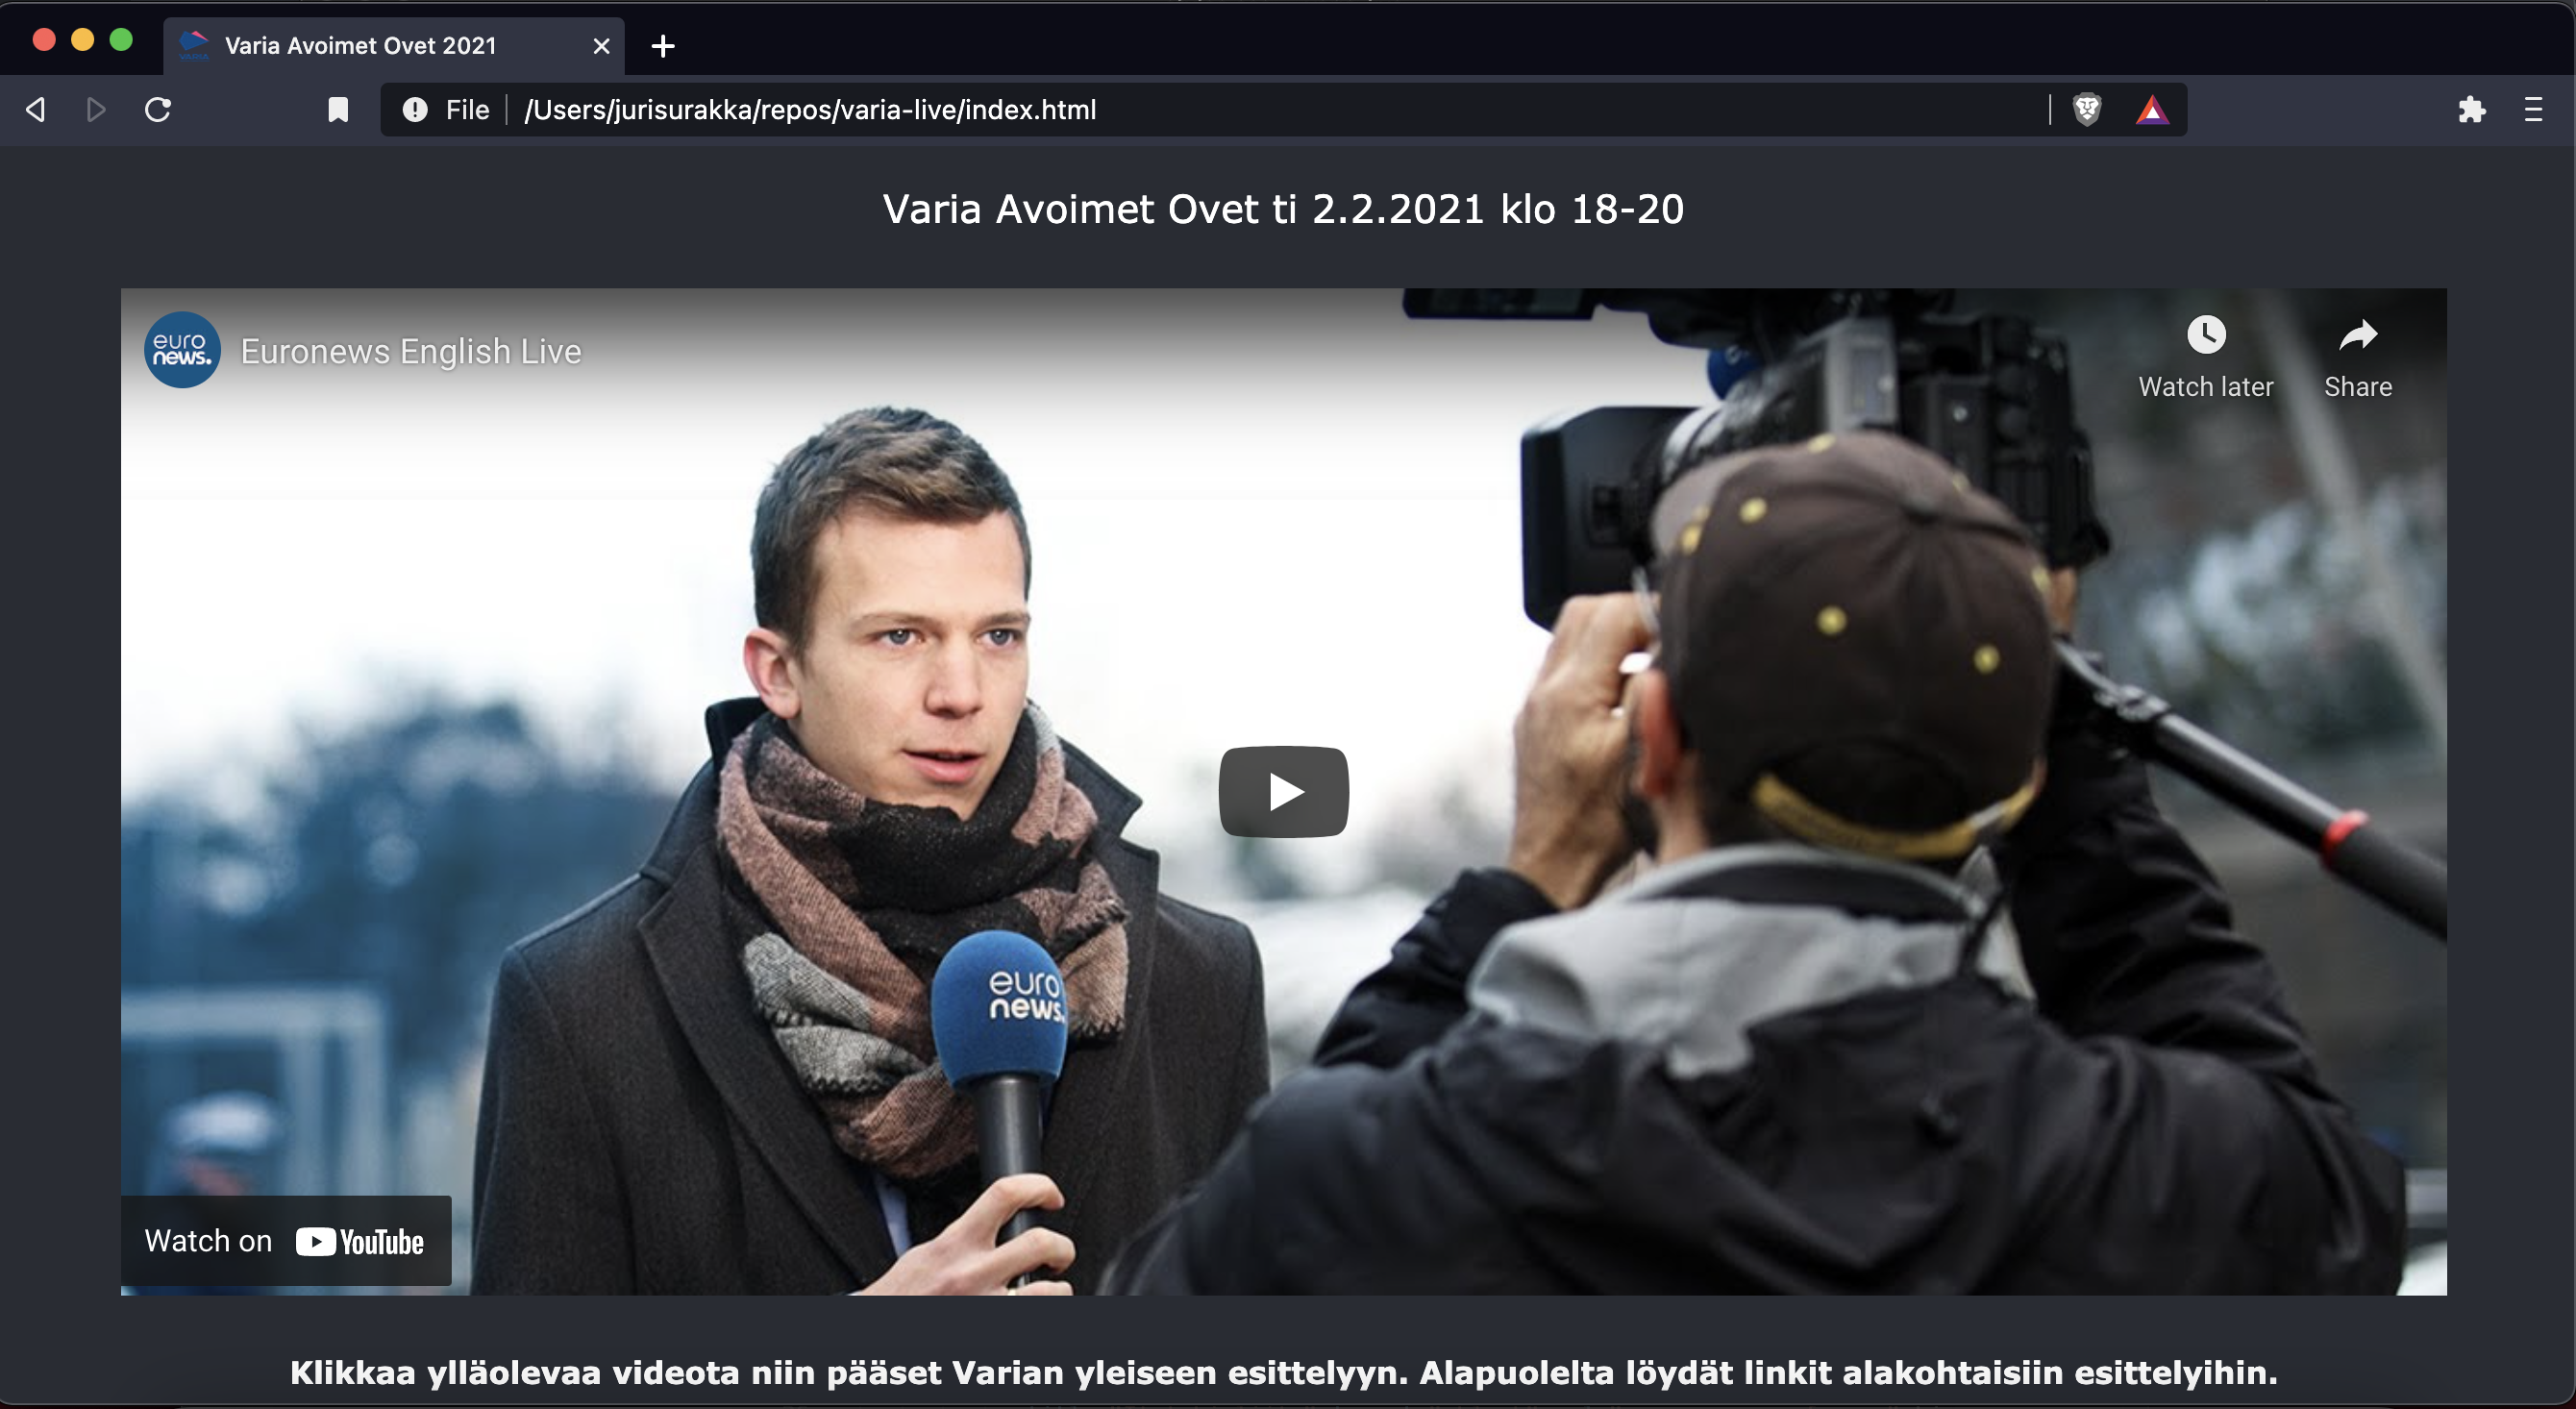 Varia Avoimet Ovet 2021
File
/Users/jurisurakka/repos/varia-live/index.html
Varia Avoimet Ovet ti 2.2.2021 klo 18-20
euro
news.
Euronews English Live
Watch later
Share
euro
news.
Watch on YouTube
Klikkaa ylläolevaa videota niin pääset Varian yleiseen esittelyyn. Alapuolelta löydät linkit alakohtaisiin esittelyihin.